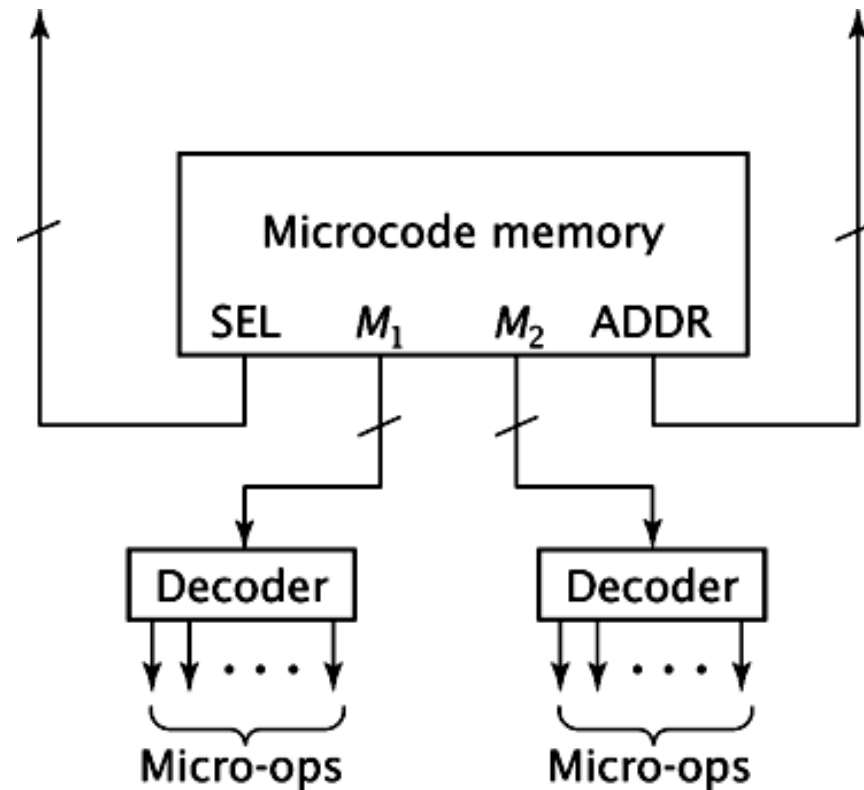 Microcode memory
SEL M₁ M₂ ADDR
Decoder Decoder
Micro-ops Micro-ops